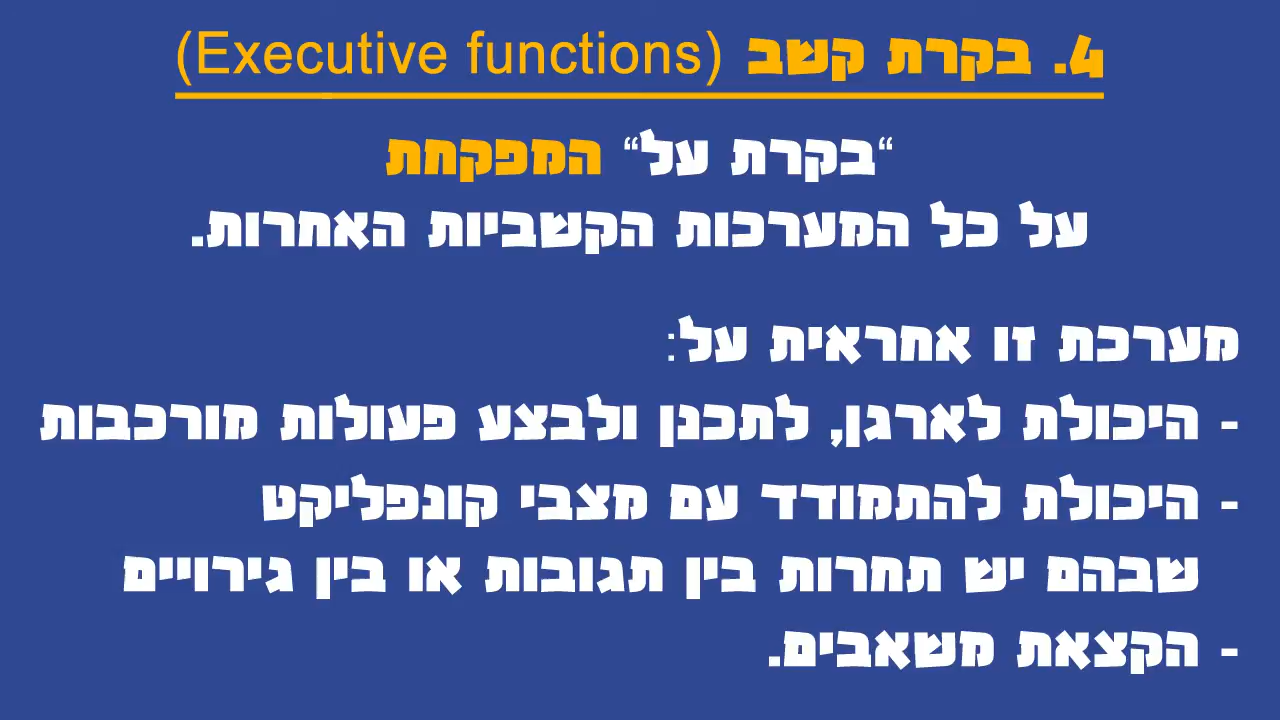 4. בקרת קשב (Executive functions)
“בקרת על“ המפקחת
על כל המערכות הקשביות האחרות.
מערכת זו אחראית על:
- היכולת לארגן, לתכנן ולבצע פעולות מורכבות
- היכולת להתמודד עם מצבי קונפליקט
שבהם יש תחרות בין תגובות או בין גירויים
- הקצאת משאבים.